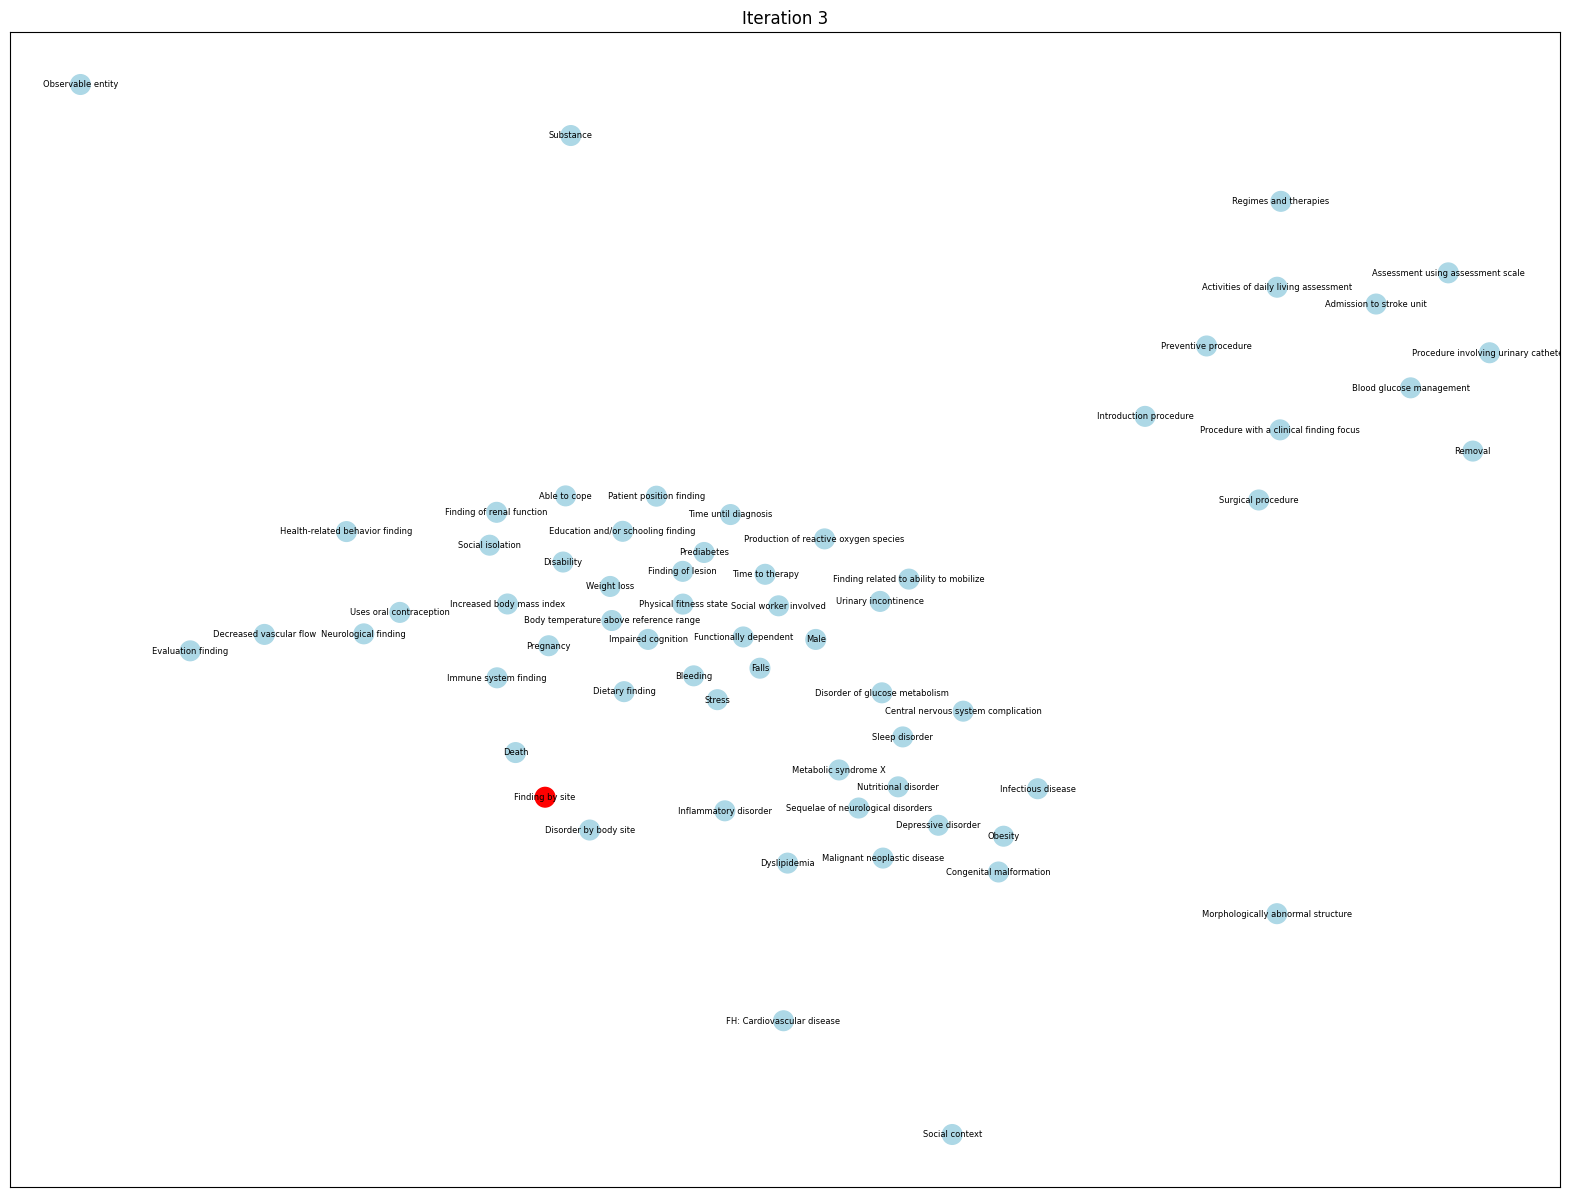 Iteration 3
Observable entity
Substance
Regimes and therapies
Assessment using assessment scale
Activities of daily living assessment
Admission to stroke unit
Preventive procedure
Procedure involving urinary cathete
Blood glucose management
Introduction procedure
Procedure with a clinical finding focus
Removal
Surgical procedure
Able to cope
Patient position finding
Finding of renal function
Time until diagnosis
Health-related behavior finding
Education and/or schooling finding
Production of reactive oxygen species
Social isolation
Prediabetes
Disability
Finding of lesion
Time to therapy
Finding related to ability to mobilize
Weight loss
Urinary incontinence
Increased body mass index
Physical fitness state
Social worker involved
Uses oral contraception
Body temperature above reference range
Decreased vascular flow
Neurological finding
Functionally dependent
Impaired cognition
Male
Pregnancy
Evaluation finding
Falls
Bleeding
Immune system finding
Dietary finding
Disorder of glucose metabolism
Stress
Central nervous system complication
Sleep disorder
Death
Metabolic syndrome X
Nutritional disorder
Infectious disease
Finding by site
Sequelae of neurological disorders
Inflammatory disorder
Depressive disorder
Disorder by body site
Obesity
Malignant neoplastic disease
Dyslipidemia
Congenital malformation
Morphologically abnormal structure
FH: Cardiovascular disease
Social context